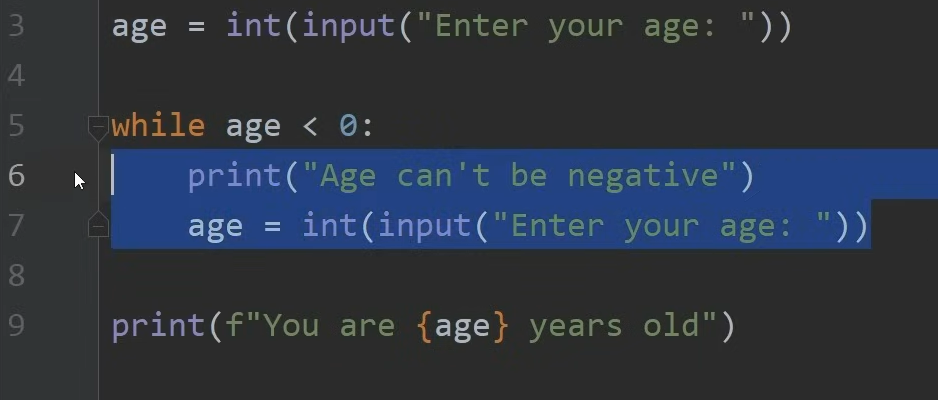 3 age = int(input("Enter your age: "))
4
5 while age < 0:
6     print("Age can't be negative")
7     age = int(input("Enter your age: "))
8
9 print(f"You are {age} years old")